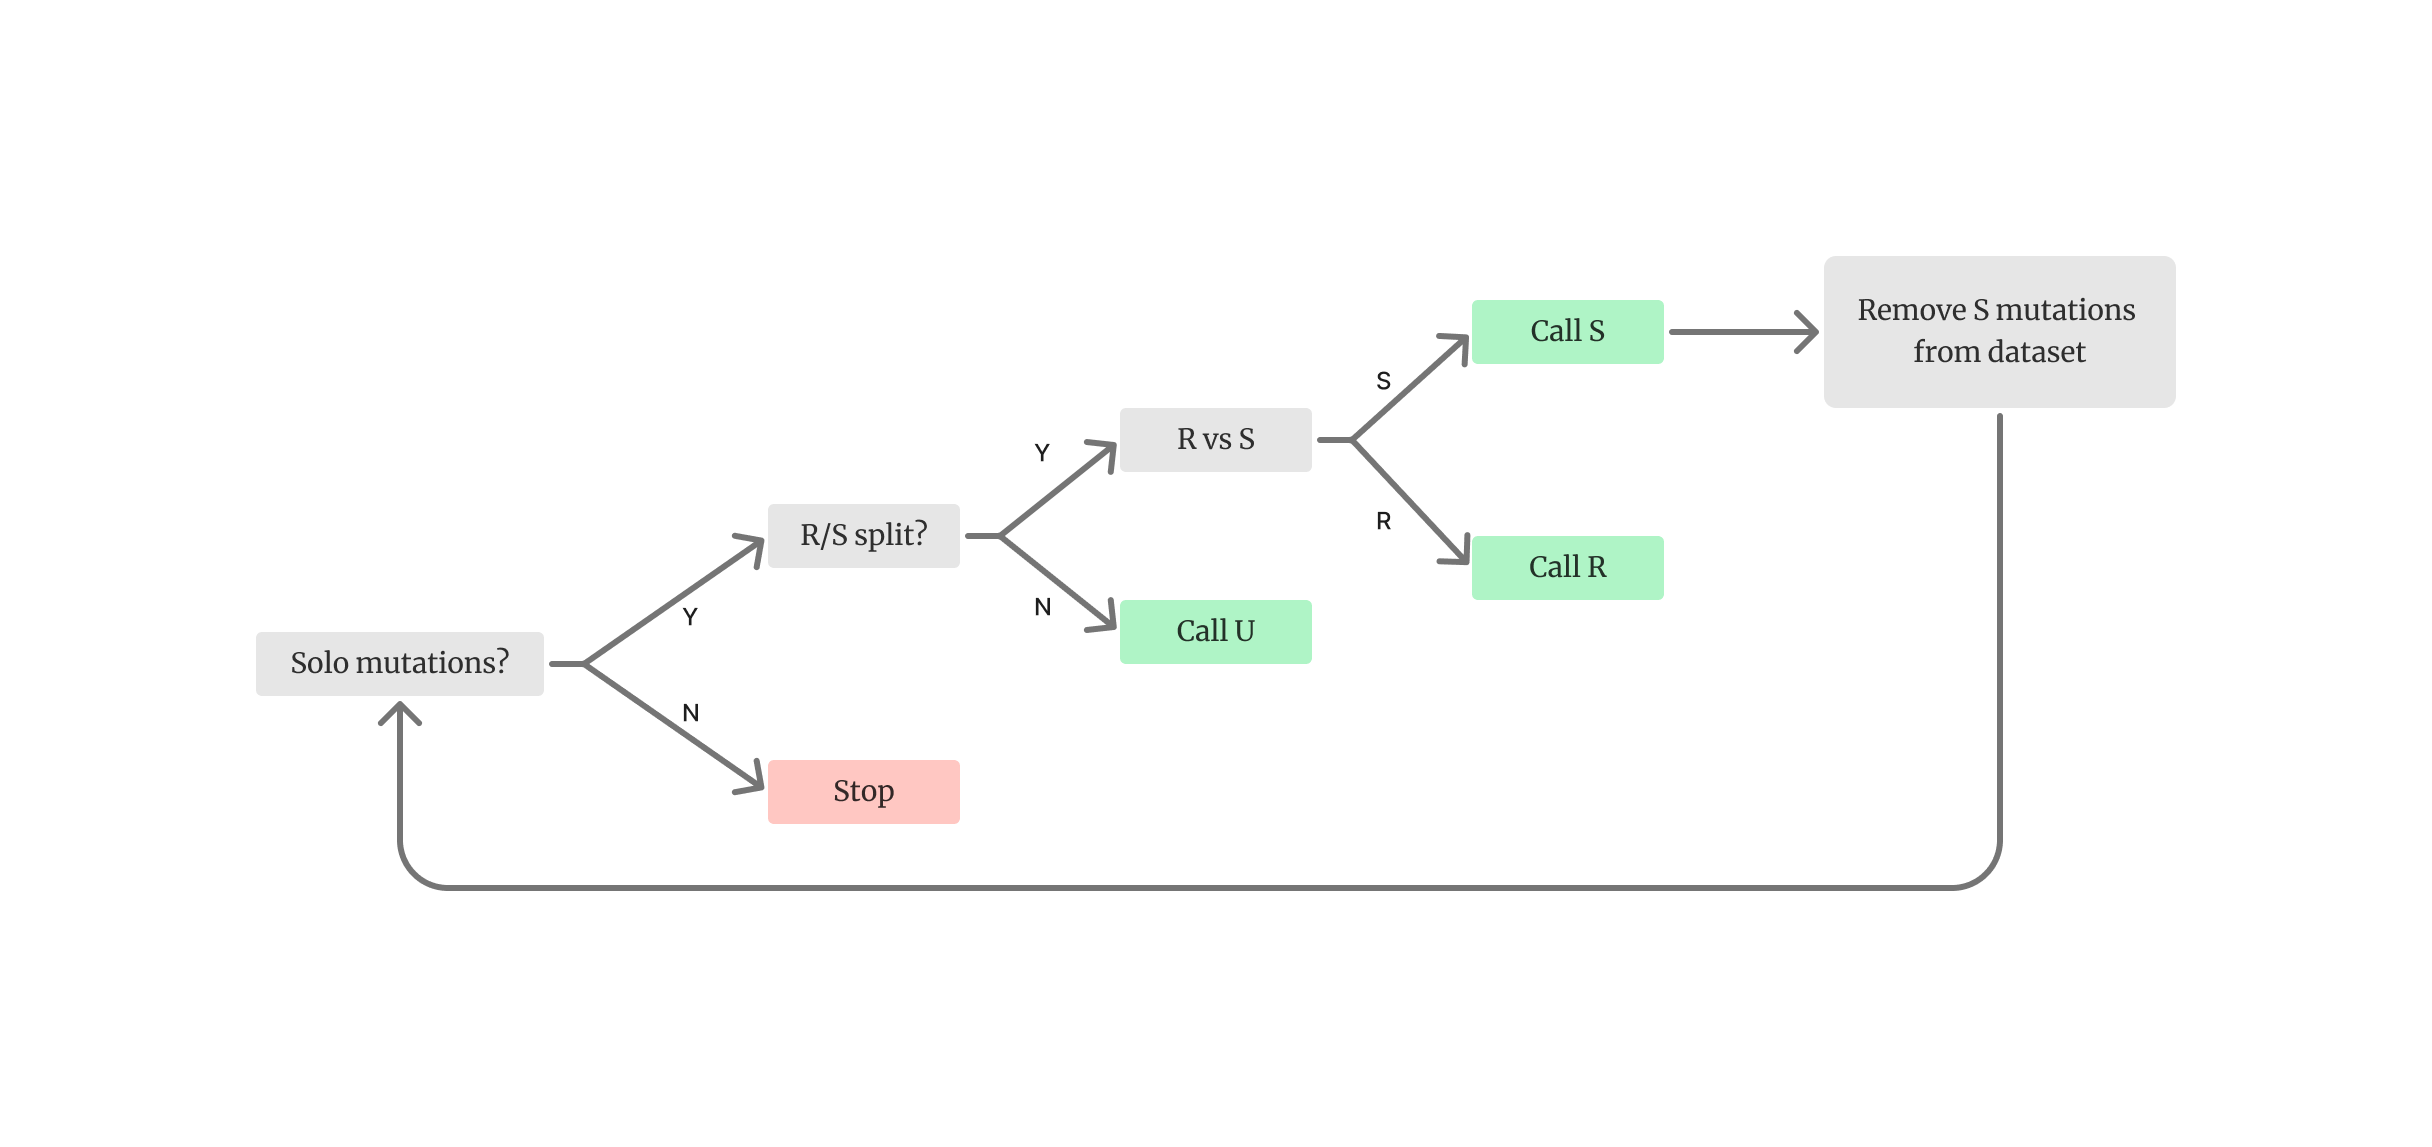 Solo mutations?
Y
N
R/S split?
Stop
Y
N
R vs S
Call U
S
R
Call S
Call R
Remove S mutations
from dataset